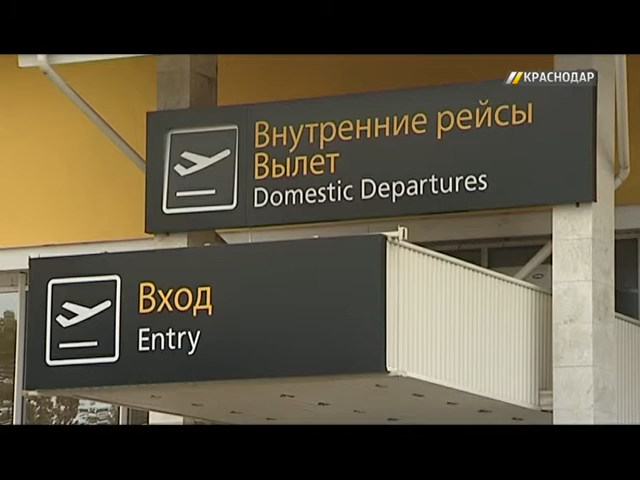 КРАСНОДАР
Внутренние рейсы
Вылет
Domestic Departures
Вход
Entry